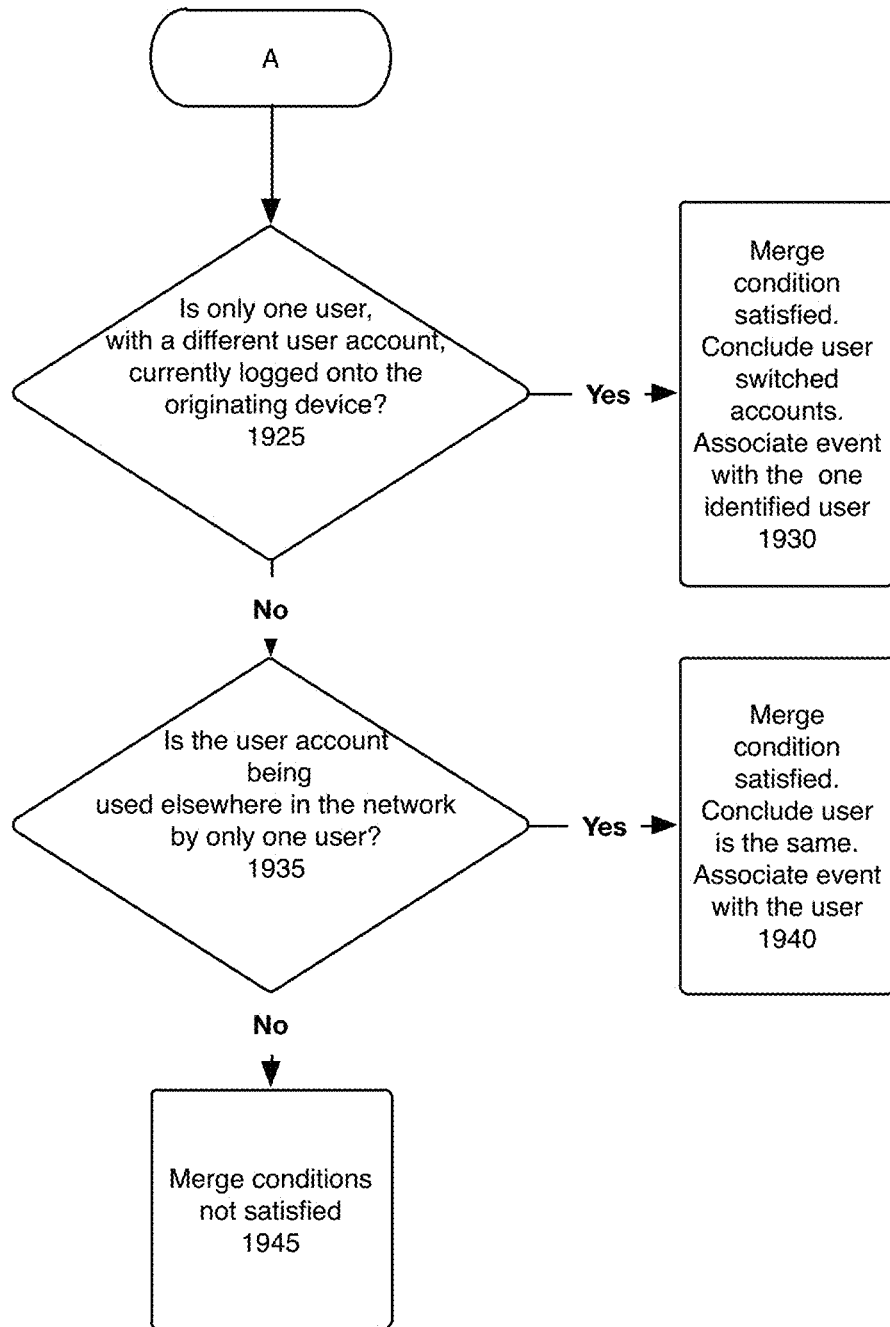 A
Is only one user,
with a different user account,
currently logged onto the
originating device?
1925
Yes
Merge
condition
satisfied.
Conclude user
switched
accounts.
Associate event
with the one
identified user
1930
No
Is the user account
being
used elsewhere in the network
by only one user?
1935
Yes
Merge
condition
satisfied.
Conclude user
is the same.
Associate event
with the user
1940
No
Merge conditions
not satisfied
1945